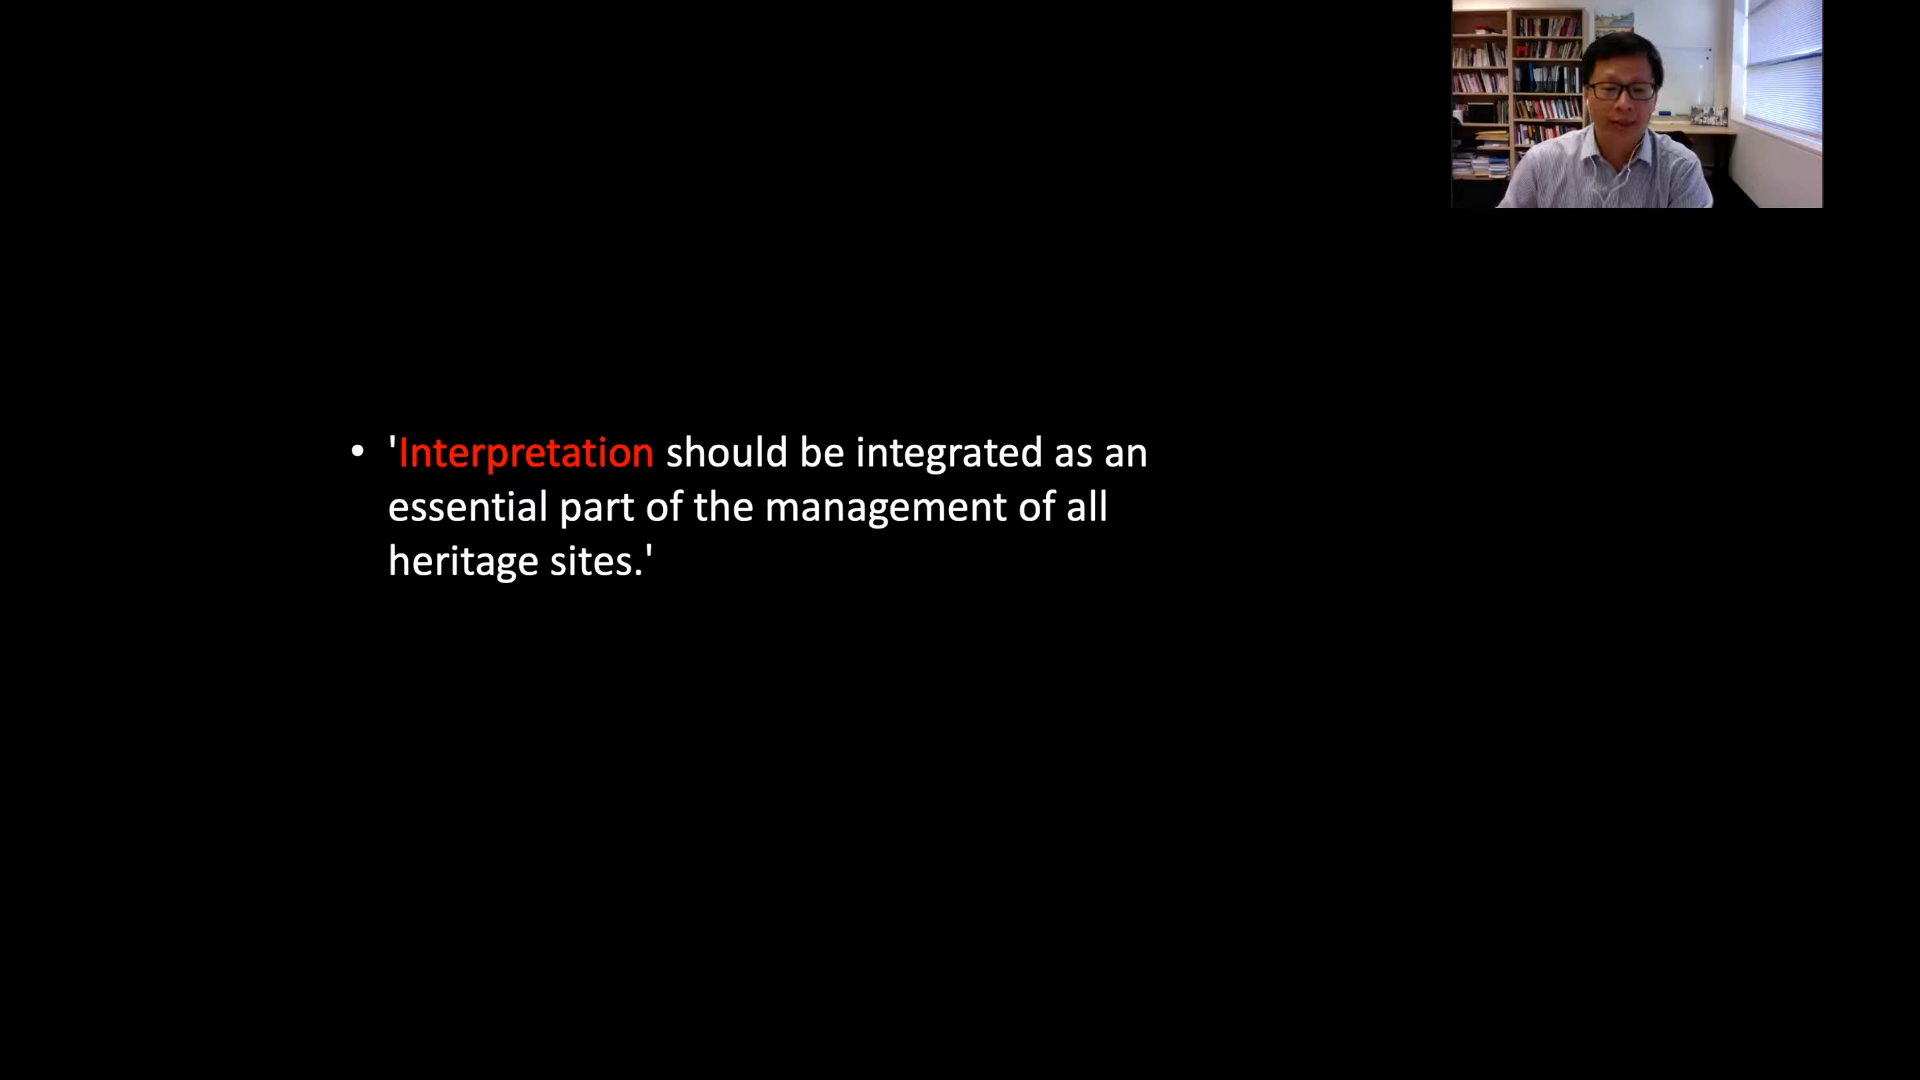 • 'Interpretation should be integrated as an
essential part of the management of all
heritage sites.'